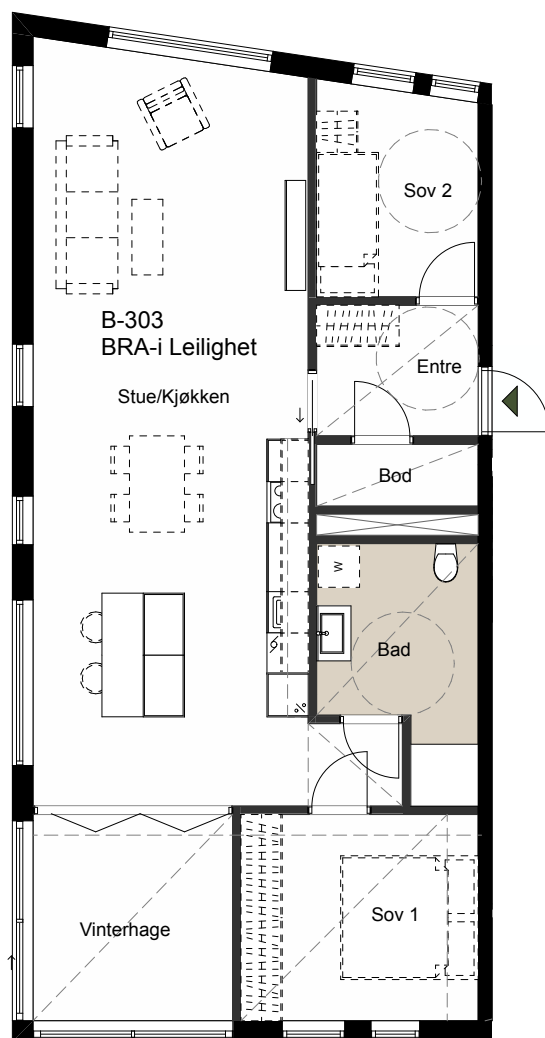 Sov 2
B-303
BRA-i Leilighet
Entre
Stue/Kjøkken
Bod
W
Bad
Sov 1
Vinterhage